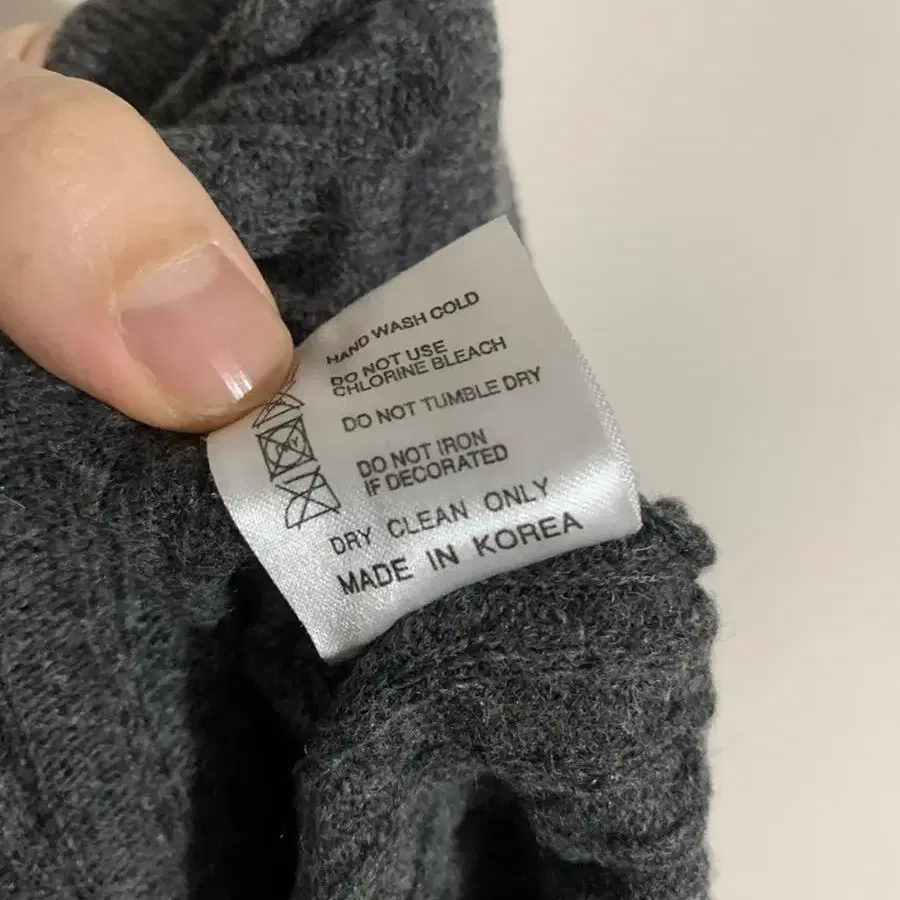 HAND WASH COLD
DO NOT USE
CHLORINE BLEACH
DO NOT TUMBLE DRY
DRY
DO NOT IRON
IF DECORATED
DRY CLEAN ONLY
MADE IN KOREA